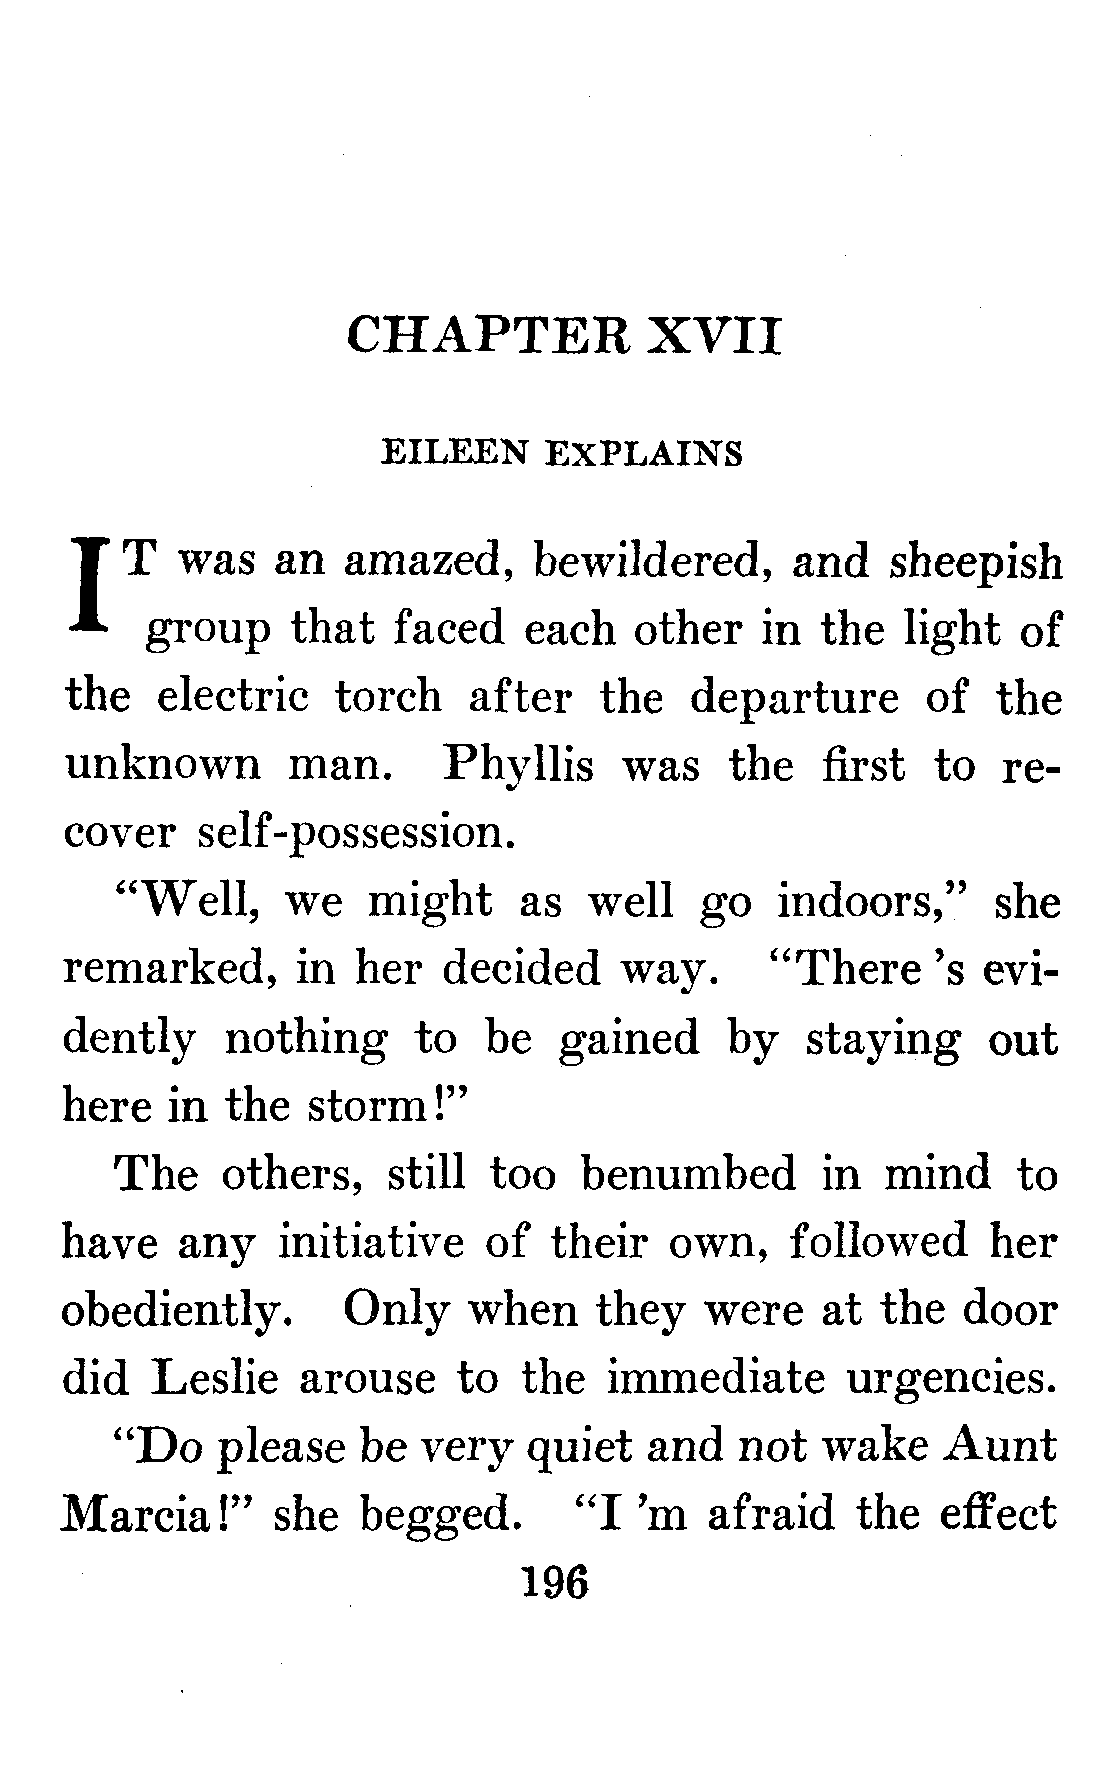 CHAPTER XVII
EILEEN EXPLAINS
IT was an amazed, bewildered, and sheepish
group that faced each other in the light of
the electric torch after the departure of the
unknown man. Phyllis was the first to re-
cover self-possession.
“Well, we might as well go indoors,” she
remarked, in her decided way. “There ’s evi-
dently nothing to be gained by staying out
here in the storm!”
The others, still too benumbed in mind to
have any initiative of their own, followed her
obediently. Only when they were at the door
did Leslie arouse to the immediate urgencies.
“Do please be very quiet and not wake Aunt
Marcia!” she begged. “I ’m afraid the effect
196